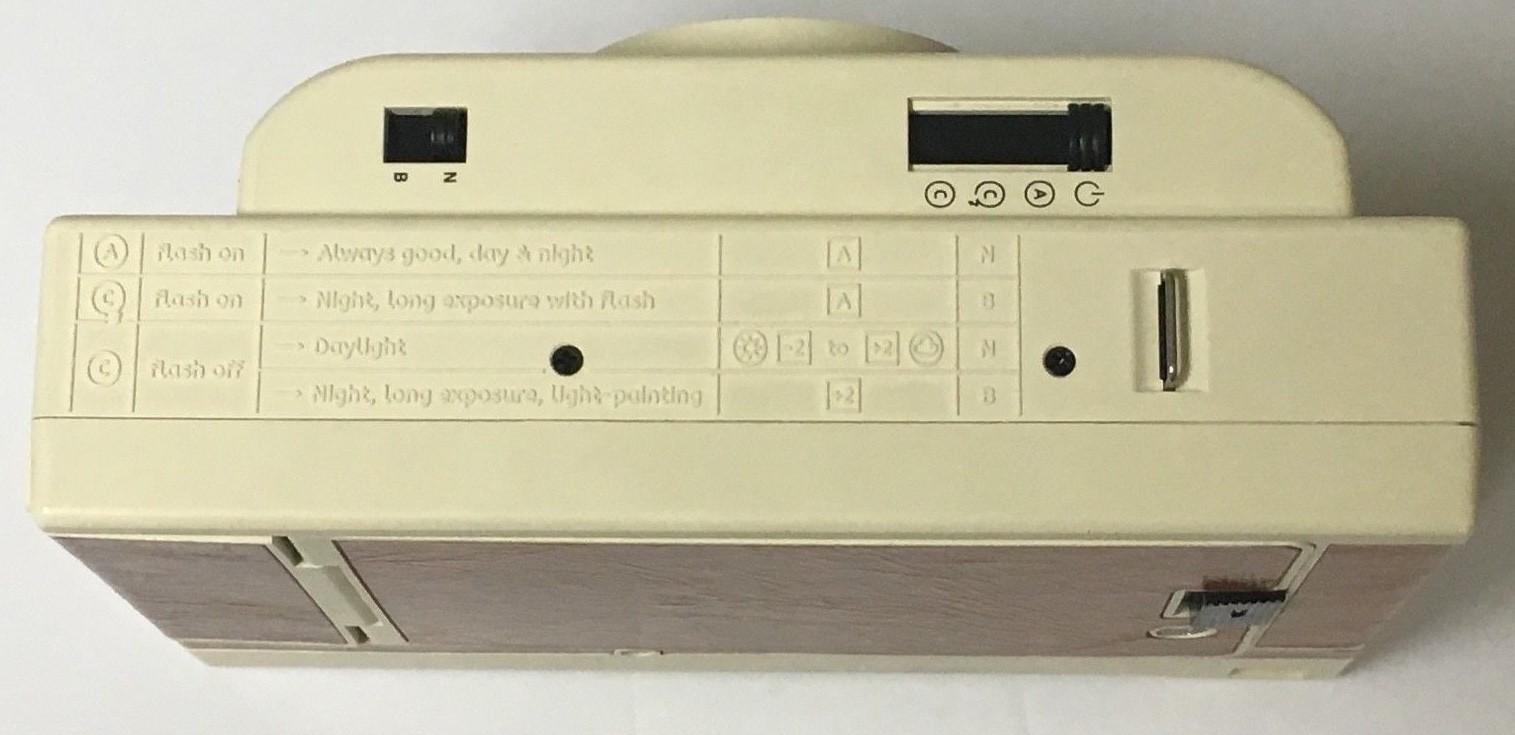 B N
C C A
A flash on → Always good, day & night A N
C flash on → Night, long exposure with flash A B
C flash off → Daylight -2 to +2 N
→ Night, long exposure, light-painting +2 B